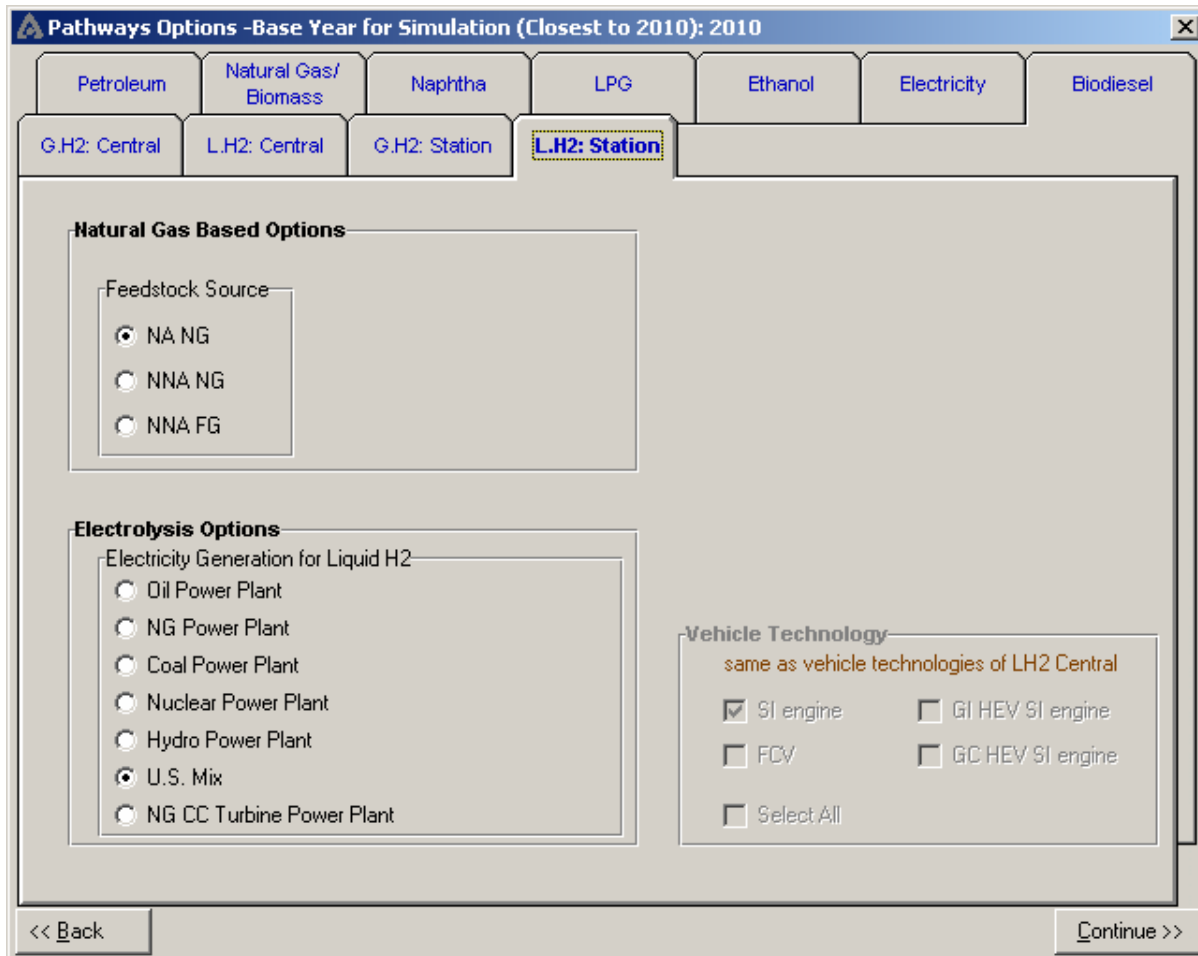 Pathways Options -Base Year for Simulation (Closest to 2010): 2010
Petroleum
Natural Gas/
Biomass
Naphtha
LPG
Ethanol
Electricity
Biodiesel
G.H2: Central
L.H2: Central
G.H2: Station
L.H2: Station
Natural Gas Based Options
Feedstock Source
NA NG
NNA NG
NNA FG
Electrolysis Options
Electricity Generation for Liquid H2
Oil Power Plant
NG Power Plant
Coal Power Plant
Nuclear Power Plant
Hydro Power Plant
U.S. Mix
NG CC Turbine Power Plant
Vehicle Technology
same as vehicle technologies of LH2 Central
SI engine
GI HEV SI engine
FCV
GC HEV SI engine
Select All
<< Back
Continue >>